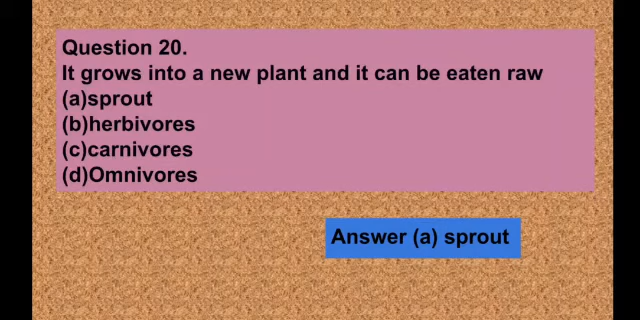 Question 20.
It grows into a new plant and it can be eaten raw
(a)sprout
(b)herbivores
(c)carnivores
(d)Omnivores
Answer (a) sprout